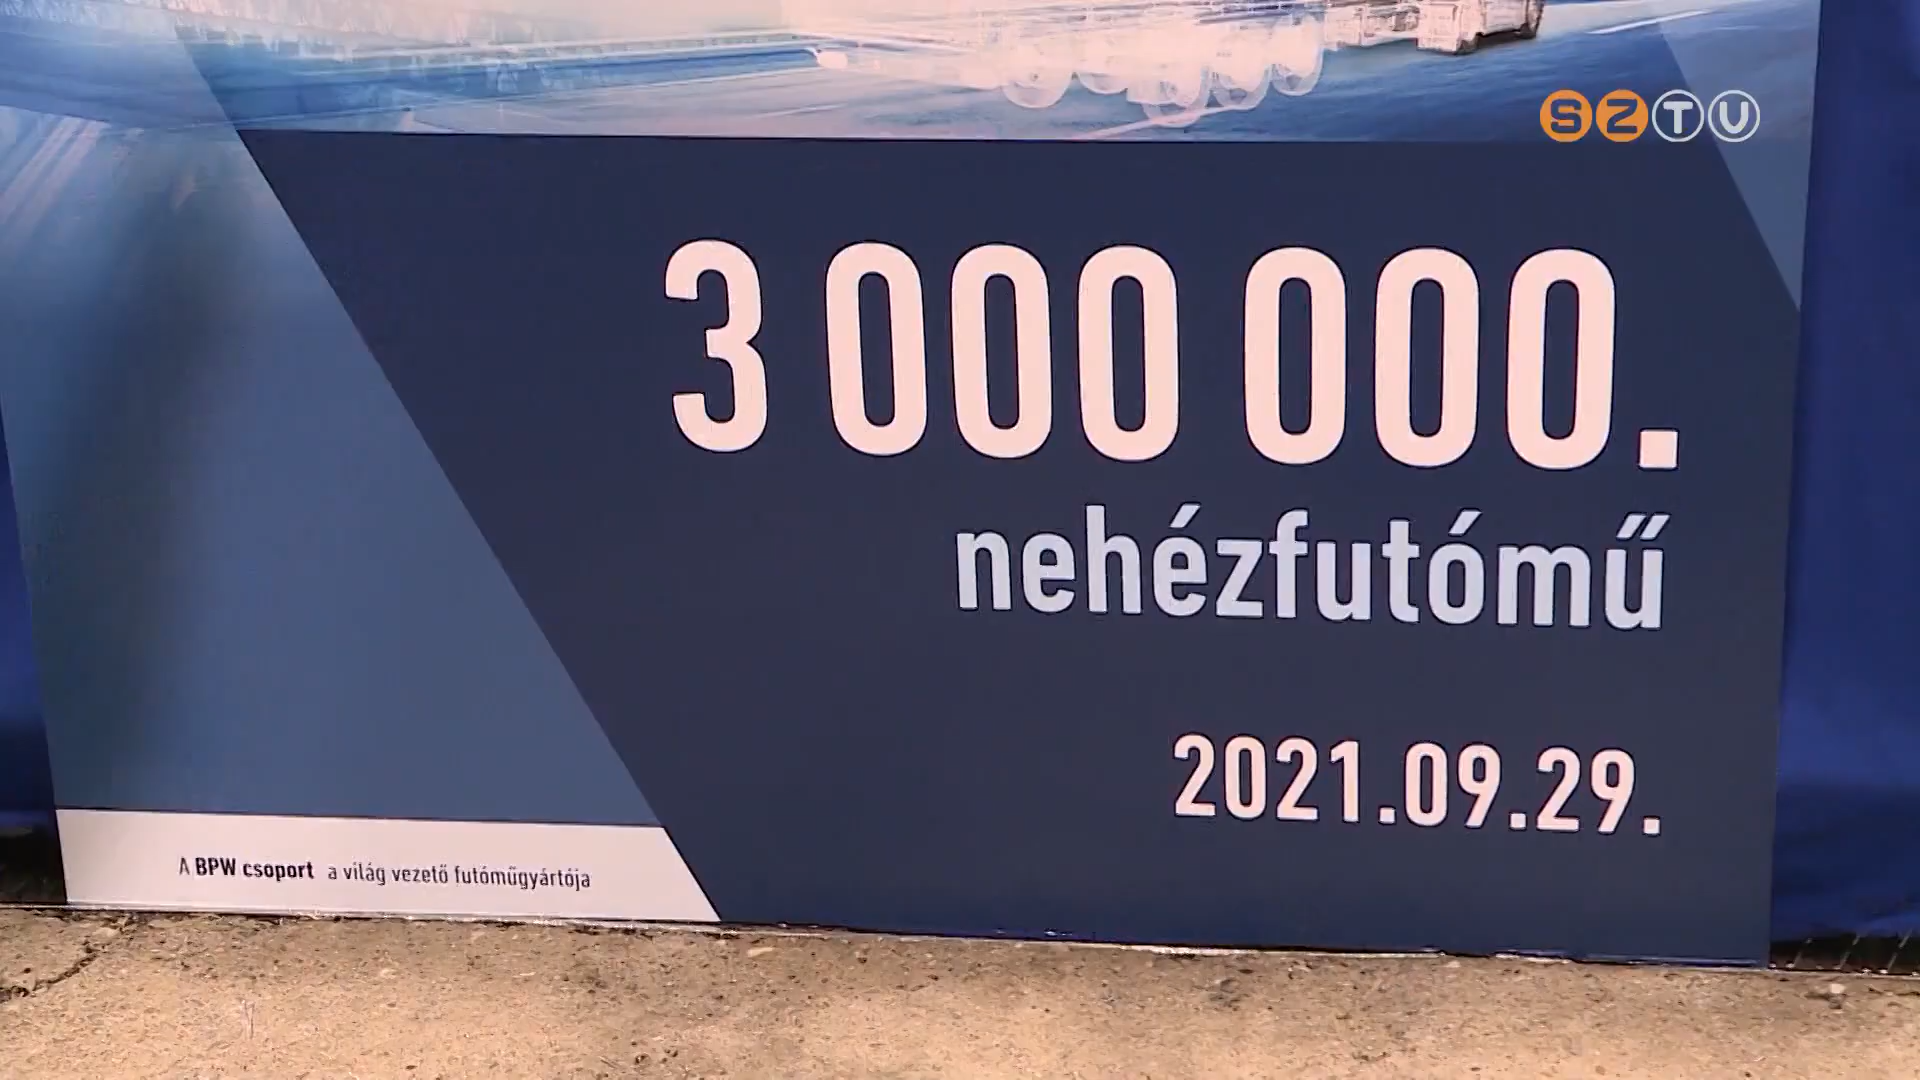 SZTV
3 000 000.
nehézfutómű
2021.09.29.
A BPW csoport a világ vezető futóműgyártója